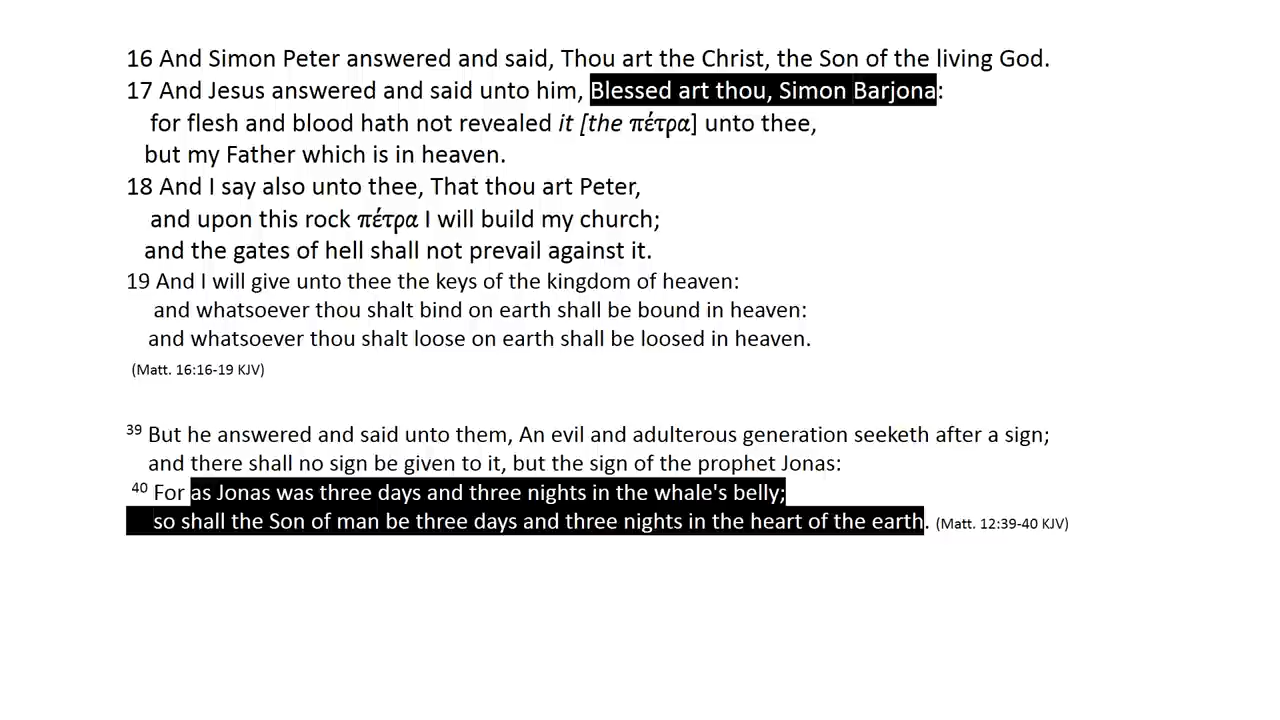 16 And Simon Peter answered and said, Thou art the Christ, the Son of the living God.
17 And Jesus answered and said unto him, Blessed art thou, Simon Barjona:
for flesh and blood hath not revealed it [the πέτρα] unto thee,
but my Father which is in heaven.
18 And I say also unto thee, That thou art Peter,
and upon this rock πέτρα I will build my church;
and the gates of hell shall not prevail against it.
19 And I will give unto thee the keys of the kingdom of heaven:
and whatsoever thou shalt bind on earth shall be bound in heaven:
and whatsoever thou shalt loose on earth shall be loosed in heaven.
(Matt. 16:16-19 KJV)
39 But he answered and said unto them, An evil and adulterous generation seeketh after a sign;
and there shall no sign be given to it, but the sign of the prophet Jonas:
40 For as Jonas was three days and three nights in the whale's belly;
so shall the Son of man be three days and three nights in the heart of the earth. (Matt. 12:39-40 KJV)